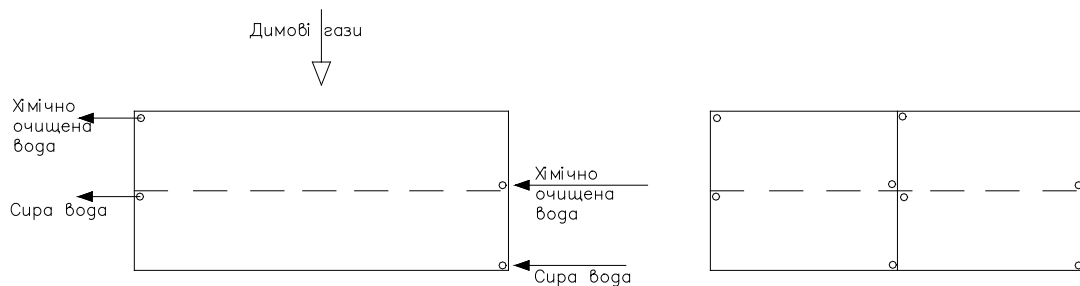 Димові гази
Хімічно
очищена
вода
Сира вода
Хімічно
очищена
вода
Сира вода